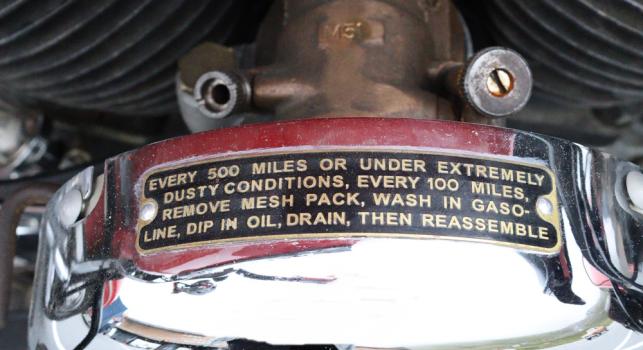 M51
EVERY 500 MILES OR UNDER EXTREMELY
DUSTY CONDITIONS, EVERY 100 MILES,
REMOVE MESH PACK, WASH IN GASO-
LINE, DIP IN OIL, DRAIN, THEN REASSEMBLE